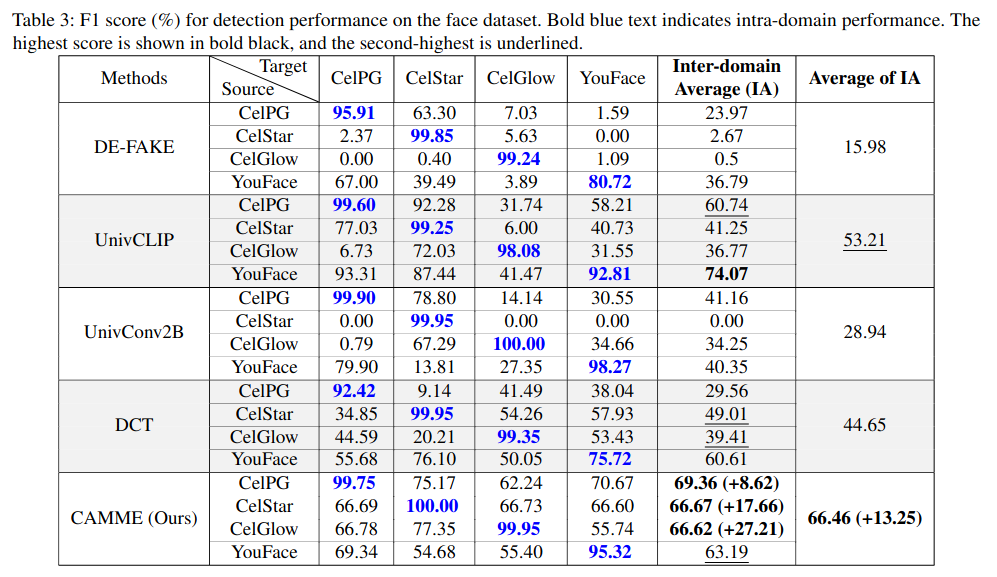 Table 3: F1 score (%) for detection performance on the face dataset. Bold blue text indicates intra-domain performance. The
highest score is shown in bold black, and the second-highest is underlined.
Methods Target Source CelPG CelStar CelGlow YouFace Inter-domain Average (IA) Average of IA
DE-FAKE
CelPG 95.91 63.30 7.03 1.59 23.97
CelStar 2.37 99.85 5.63 0.00 2.67
CelGlow 0.00 0.40 99.24 1.09 0.5
YouFace 67.00 39.49 3.89 80.72 36.79
15.98
UnivCLIP
CelPG 99.60 92.28 31.74 58.21 60.74
CelStar 77.03 99.25 6.00 40.73 41.25
CelGlow 6.73 72.03 98.08 31.55 36.77
YouFace 93.31 87.44 41.47 92.81 74.07
53.21
UnivConv2B
CelPG 99.90 78.80 14.14 30.55 41.16
CelStar 0.00 99.95 0.00 0.00 0.00
CelGlow 0.79 67.29 100.00 34.66 34.25
YouFace 79.90 13.81 27.35 98.27 40.35
28.94
DCT
CelPG 92.42 9.14 41.49 38.04 29.56
CelStar 34.85 99.95 54.26 57.93 49.01
CelGlow 44.59 20.21 99.35 53.43 39.41
YouFace 55.68 76.10 50.05 75.72 60.61
44.65
CAMME (Ours)
CelPG 99.75 75.17 62.24 70.67 69.36 (+8.62)
CelStar 66.69 100.00 66.73 66.60 66.67 (+17.66)
CelGlow 66.78 77.35 99.95 55.74 66.62 (+27.21)
YouFace 69.34 54.68 55.40 95.32 63.19
66.46 (+13.25)